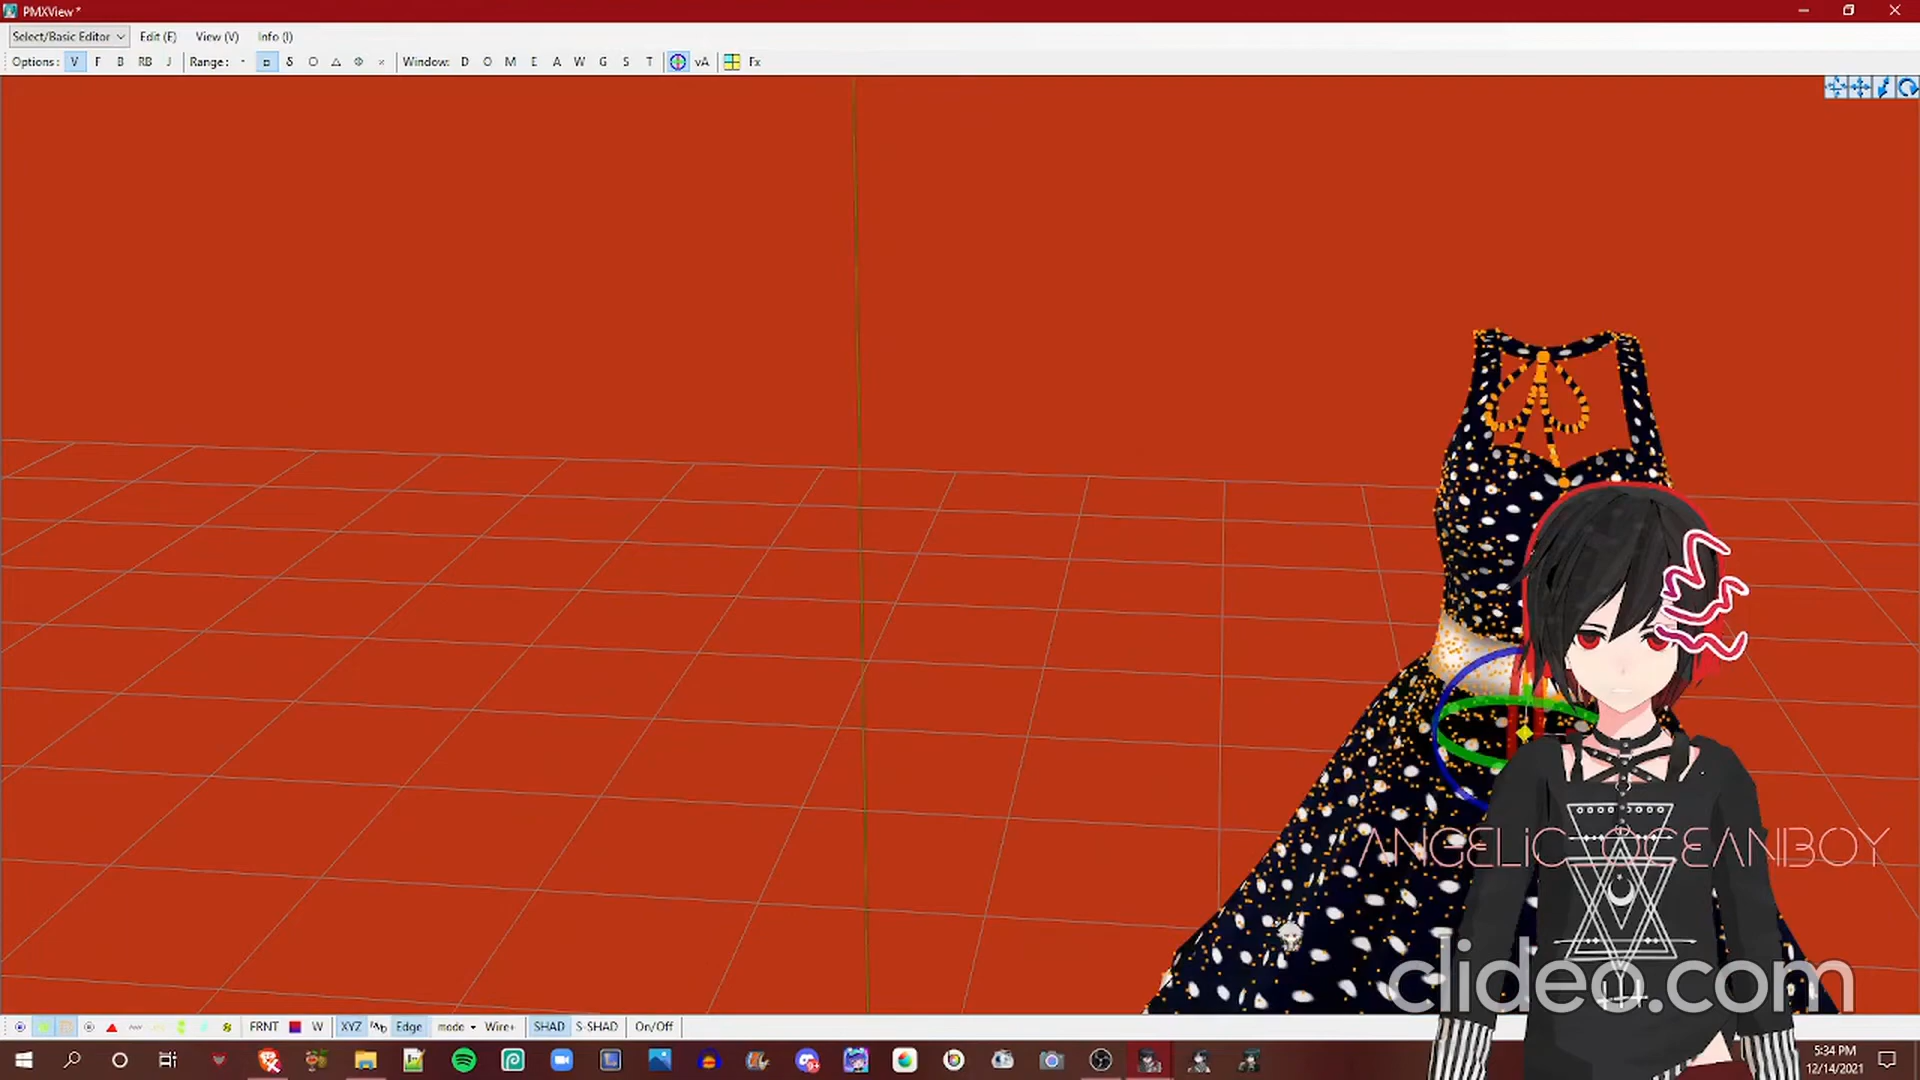 PMXView *
Select/Basic Editor Edit (E) View (V) Info (I)
Options: V F B RB J Range: Window: D O M E A W G S T vA Fx
ANGELIC OCEANBOY
clideo.com
FRNT W XYZ Edge mode Wire+ SHAD S-SHAD On/Off
5:34 PM
12/14/2021